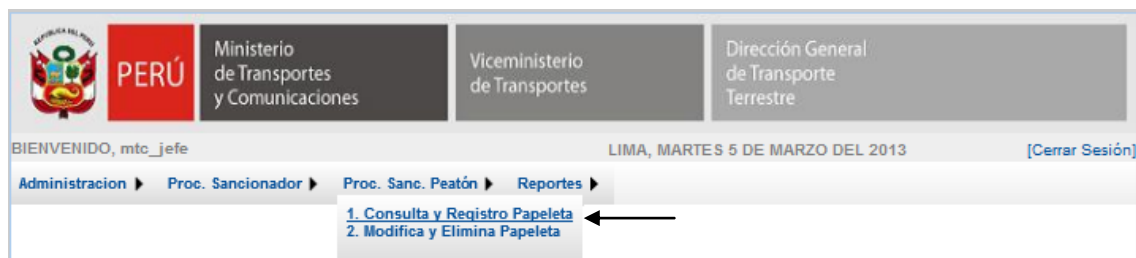 REPUBLICA DEL PERU
PERÚ
Ministerio
de Transportes
y Comunicaciones
Viceministerio
de Transportes
Dirección General
de Transporte
Terrestre
BIENVENIDO, mtc_jefe
LIMA, MARTES 5 DE MARZO DEL 2013
[Cerrar Sesión]
Administracion
Proc. Sancionador
Proc. Sanc. Peatón
Reportes
1. Consulta y Registro Papeleta
2. Modifica y Elimina Papeleta